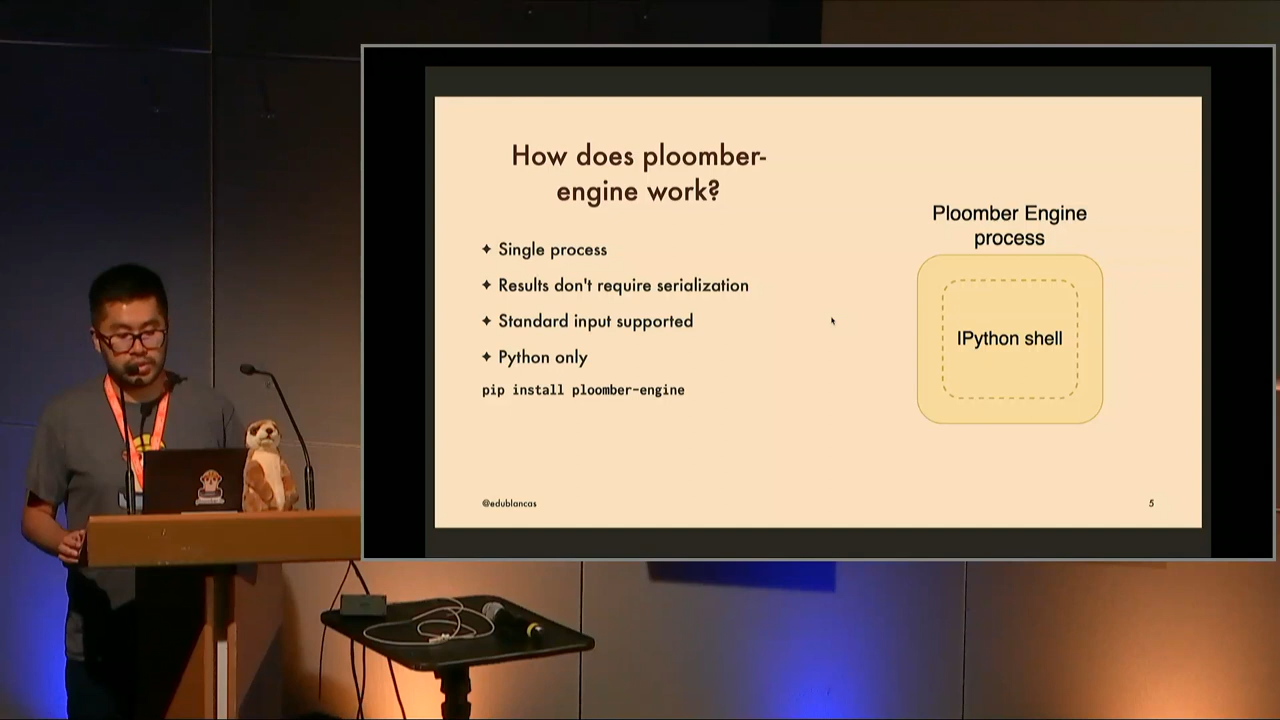 How does ploomber-
engine work?
✦ Single process
✦ Results don't require serialization
✦ Standard input supported
✦ Python only
pip install ploomber-engine
Ploomber Engine
process
IPython shell
@edublancas
5